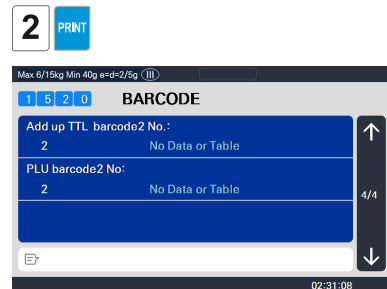 2 PRINT
Max 6/15kg Min 40g e=d=2/5g III
1 5 2 0 BARCODE
Add up TTL barcode2 No.:
2 No Data or Table
PLU barcode2 No:
2 No Data or Table
4/4
02:31:08